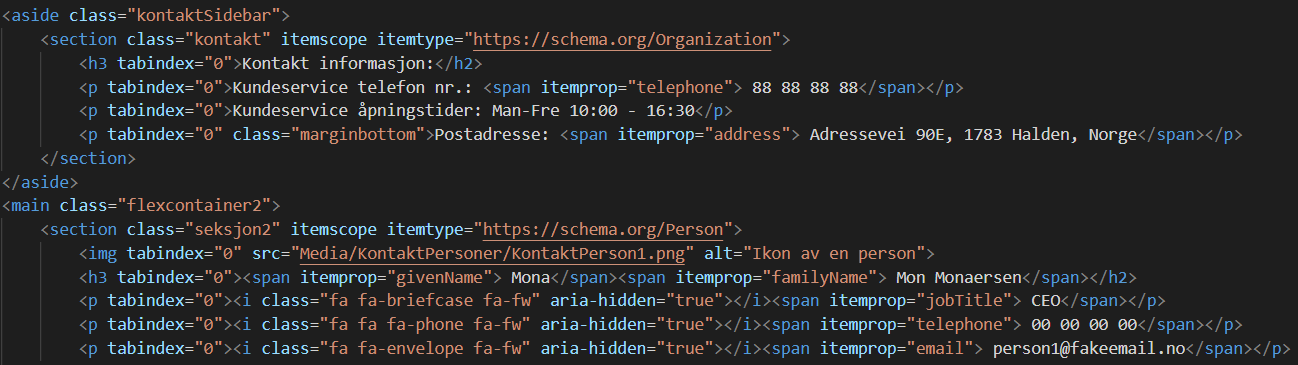 <aside class="kontaktSidebar">
<section class="kontakt" itemscope itemtype="https://schema.org/Organization">
<h3 tabindex="0">Kontakt informasjon:</h2>
<p tabindex="0">Kundeservice telefon nr.: <span itemprop="telephone"> 88 88 88 88</span></p>
<p tabindex="0">Kundeservice åpningstider: Man-Fre 10:00 - 16:30</p>
<p tabindex="0" class="marginbottom">Postadresse: <span itemprop="address"> Adressevei 90E, 1783 Halden, Norge</span></p>
</section>
</aside>
<main class="flexcontainer2">
<section class="seksjon2" itemscope itemtype="https://schema.org/Person">
<img tabindex="0" src="Media/KontaktPersoner/KontaktPerson1.png" alt="Ikon av en person">
<h3 tabindex="0"><span itemprop="givenName"> Mona</span><span itemprop="familyName"> Mon Monaersen</span></h2>
<p tabindex="0"><i class="fa fa-briefcase fa-fw" aria-hidden="true"></i><span itemprop="jobTitle"> CEO</span></p>
<p tabindex="0"><i class="fa fa fa-phone fa-fw" aria-hidden="true"></i><span itemprop="telephone"> 00 00 00 00</span></p>
<p tabindex="0"><i class="fa fa-envelope fa-fw" aria-hidden="true"></i><span itemprop="email"> person1@fakeemail.no</span></p>